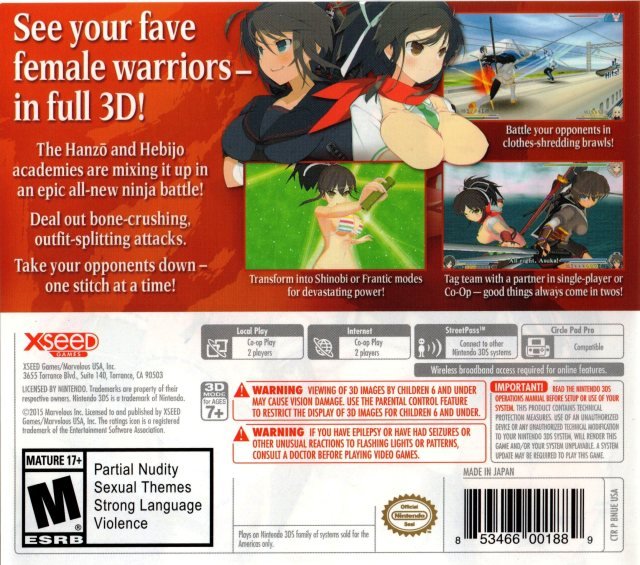 See your fave
female warriors–
in full 3D!
The Hanzō and Hebijo
academies are mixing it up in
an epic all-new ninja battle!
Deal out bone-crushing,
outfit-splitting attacks.
Take your opponents down –
one stitch at a time!
Hits!
Battle your opponents in
clothes-shredding brawls!
Transform into Shinobi or Frantic modes
for devastating power!
All right, Asuka!
Tag team with a partner in single-player or
Co-Op — good things always come in twos!
XSEED
GAMES
XSEED Games/Marvelous USA, Inc.
3655 Torrance Blvd., Suite 140, Torrance, CA 90503
LICENSED BY NINTENDO. Trademarks are property of their
respective owners. Nintendo 3DS is a trademark of Nintendo.
©2015 Marvelous Inc. Licensed to and published by XSEED
Games/Marvelous USA, Inc. The ratings icon is a registered
trademark of the Entertainment Software Association.
Local Play
Co-op Play
2 players
Internet
Co-op Play
2 players
StreetPass™
Connect to other
Nintendo 3DS systems
Circle Pad Pro
Compatible
Wireless broadband access required for online features.
3D
MODE
for AGES
7+
WARNING VIEWING OF 3D IMAGES BY CHILDREN 6 AND UNDER
MAY CAUSE VISION DAMAGE. USE THE PARENTAL CONTROL FEATURE
TO RESTRICT THE DISPLAY OF 3D IMAGES FOR CHILDREN 6 AND UNDER.
WARNING IF YOU HAVE EPILEPSY OR HAVE HAD SEIZURES OR
OTHER UNUSUAL REACTIONS TO FLASHING LIGHTS OR PATTERNS,
CONSULT A DOCTOR BEFORE PLAYING VIDEO GAMES.
IMPORTANT! READ THE NINTENDO 3DS
OPERATIONS MANUAL BEFORE SETUP OR USE OF YOUR
SYSTEM. THIS PRODUCT CONTAINS TECHNICAL
PROTECTION MEASURES. USE OF AN UNAUTHORIZED
DEVICE OR ANY UNAUTHORIZED TECHNICAL MODIFICATION
TO YOUR NINTENDO 3DS SYSTEM, WILL RENDER THIS
GAME AND/OR YOUR SYSTEM UNPLAYABLE. A SYSTEM
UPDATE MAY BE REQUIRED TO PLAY THIS GAME.
MADE IN JAPAN
MATURE 17+
M
ESRB
Partial Nudity
Sexual Themes
Strong Language
Violence
Plays on Nintendo 3DS family of systems sold for the
Americas only.
Official
Nintendo
Seal
8 53466 00188 9
CTR P BNUE USA